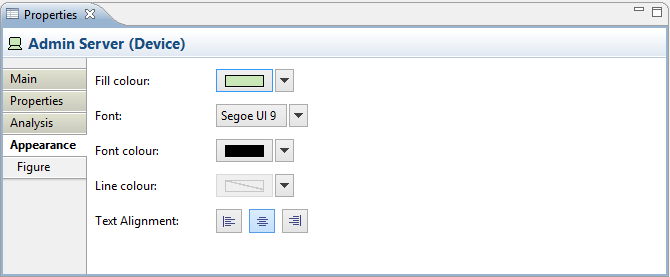 Properties
Admin Server (Device)
Main
Properties
Analysis
Appearance
Figure
Fill colour:
Font: Segoe UI 9
Font colour:
Line colour:
Text Alignment: